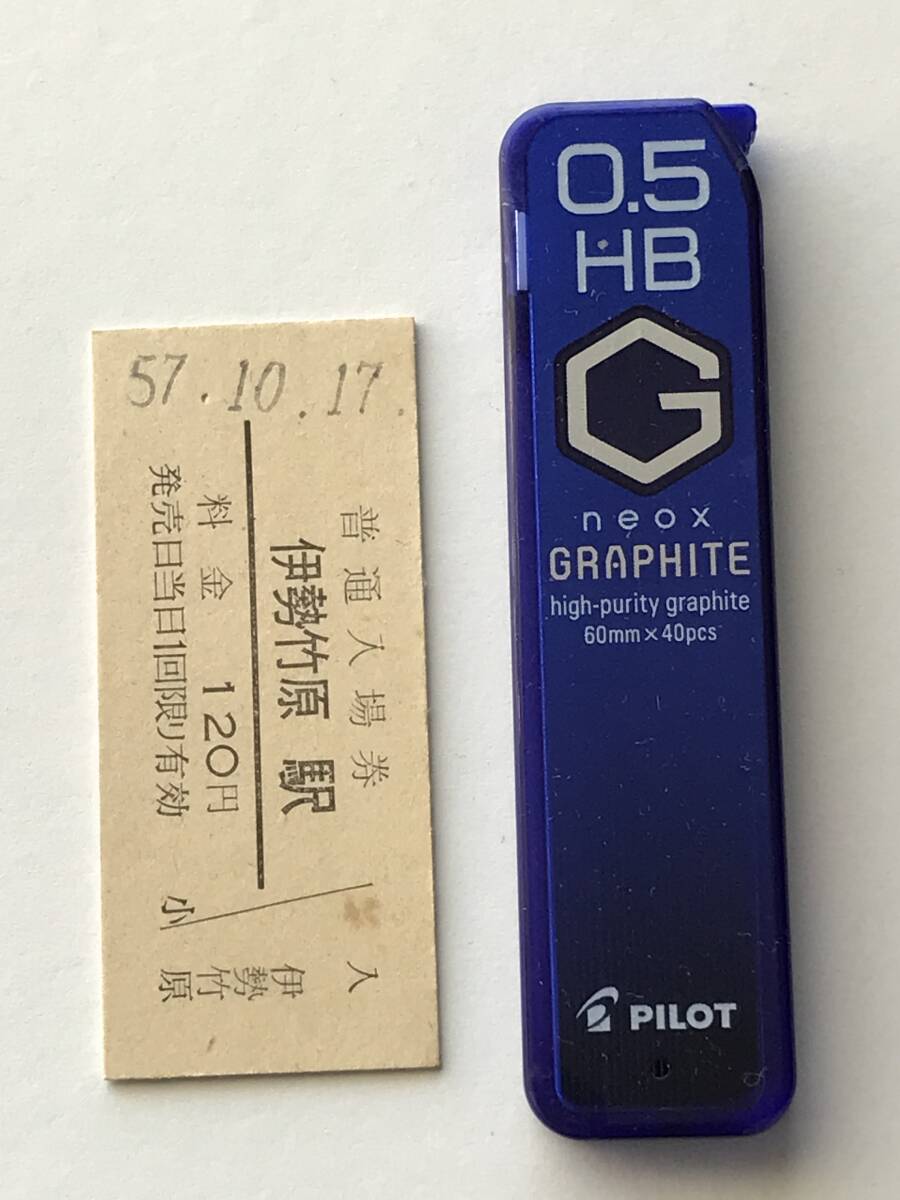 57.10.17.
普通入場券
伊勢竹原駅
料金 120円
発売日当日1回限り有効
小
入
伊勢竹原
0.5
HB
G
neox
GRAPHITE
high-purity graphite
60mm×40pcs
PILOT